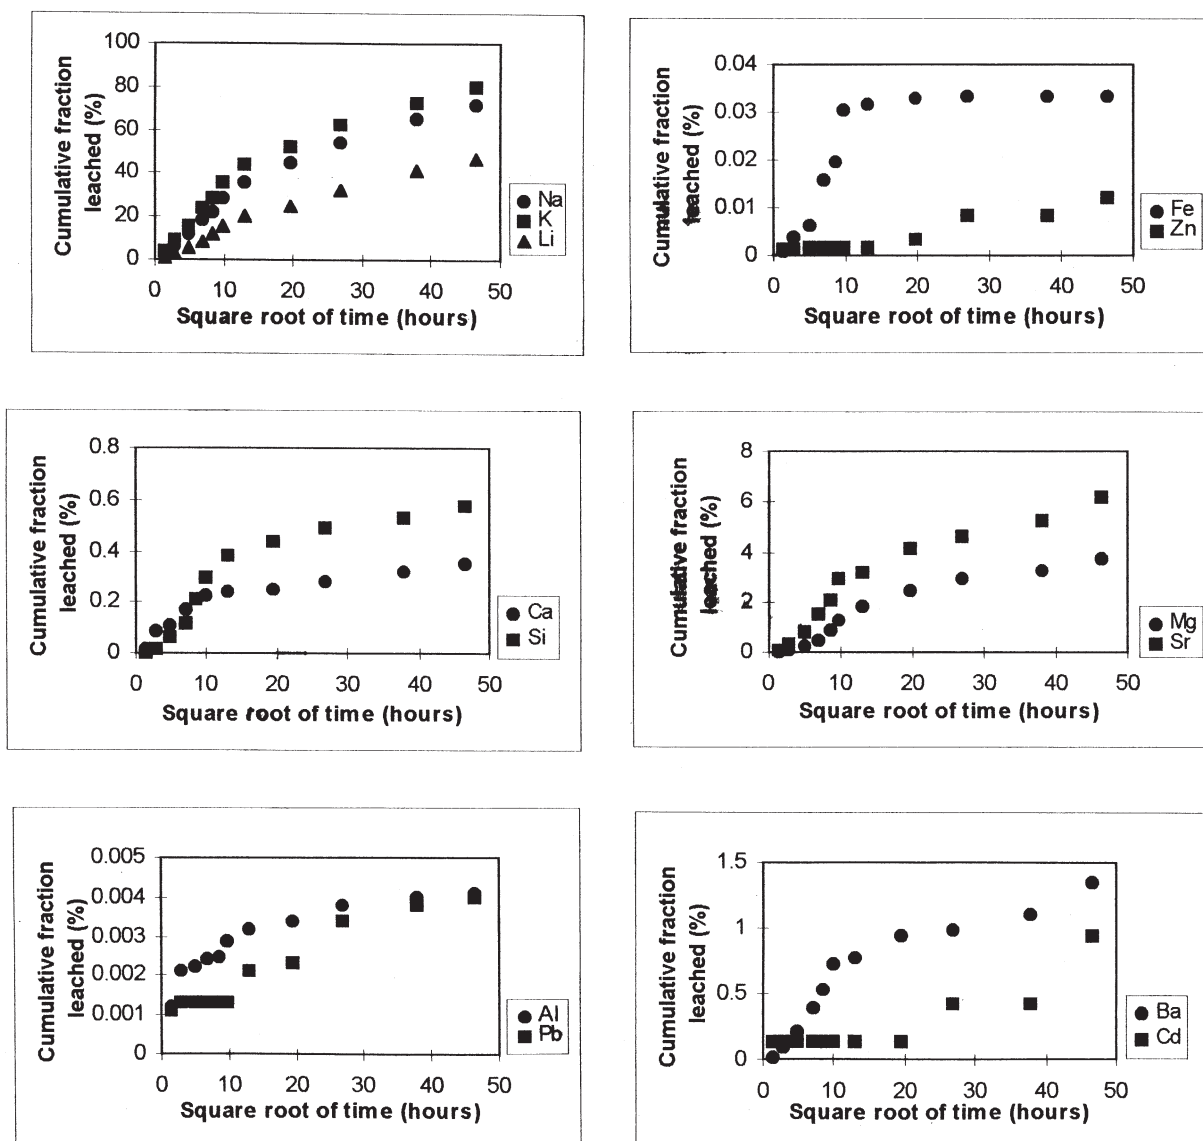 Cumulative fraction
leached (%)
100
80
60
40
20
0
0 10 20 30 40 50
Square root of time (hours)
Na
K
Li
Cumulative fraction
leached (%)
0.04
0.03
0.02
0.01
0
0 10 20 30 40 50
Square root of time (hours)
Fe
Zn
Cumulative fraction
leached (%)
0.8
0.6
0.4
0.2
0
0 10 20 30 40 50
Square root of time (hours)
Ca
Si
Cumulative fraction
leached (%)
8
6
4
2
0
0 10 20 30 40 50
Square root of time (hours)
Mg
Sr
Cumulative fraction
leached (%)
0.005
0.004
0.003
0.002
0.001
0
0 10 20 30 40 50
Square root of time (hours)
Al
Pb
Cumulative fraction
leached (%)
1.5
1
0.5
0
0 10 20 30 40 50
Square root of time (hours)
Ba
Cd